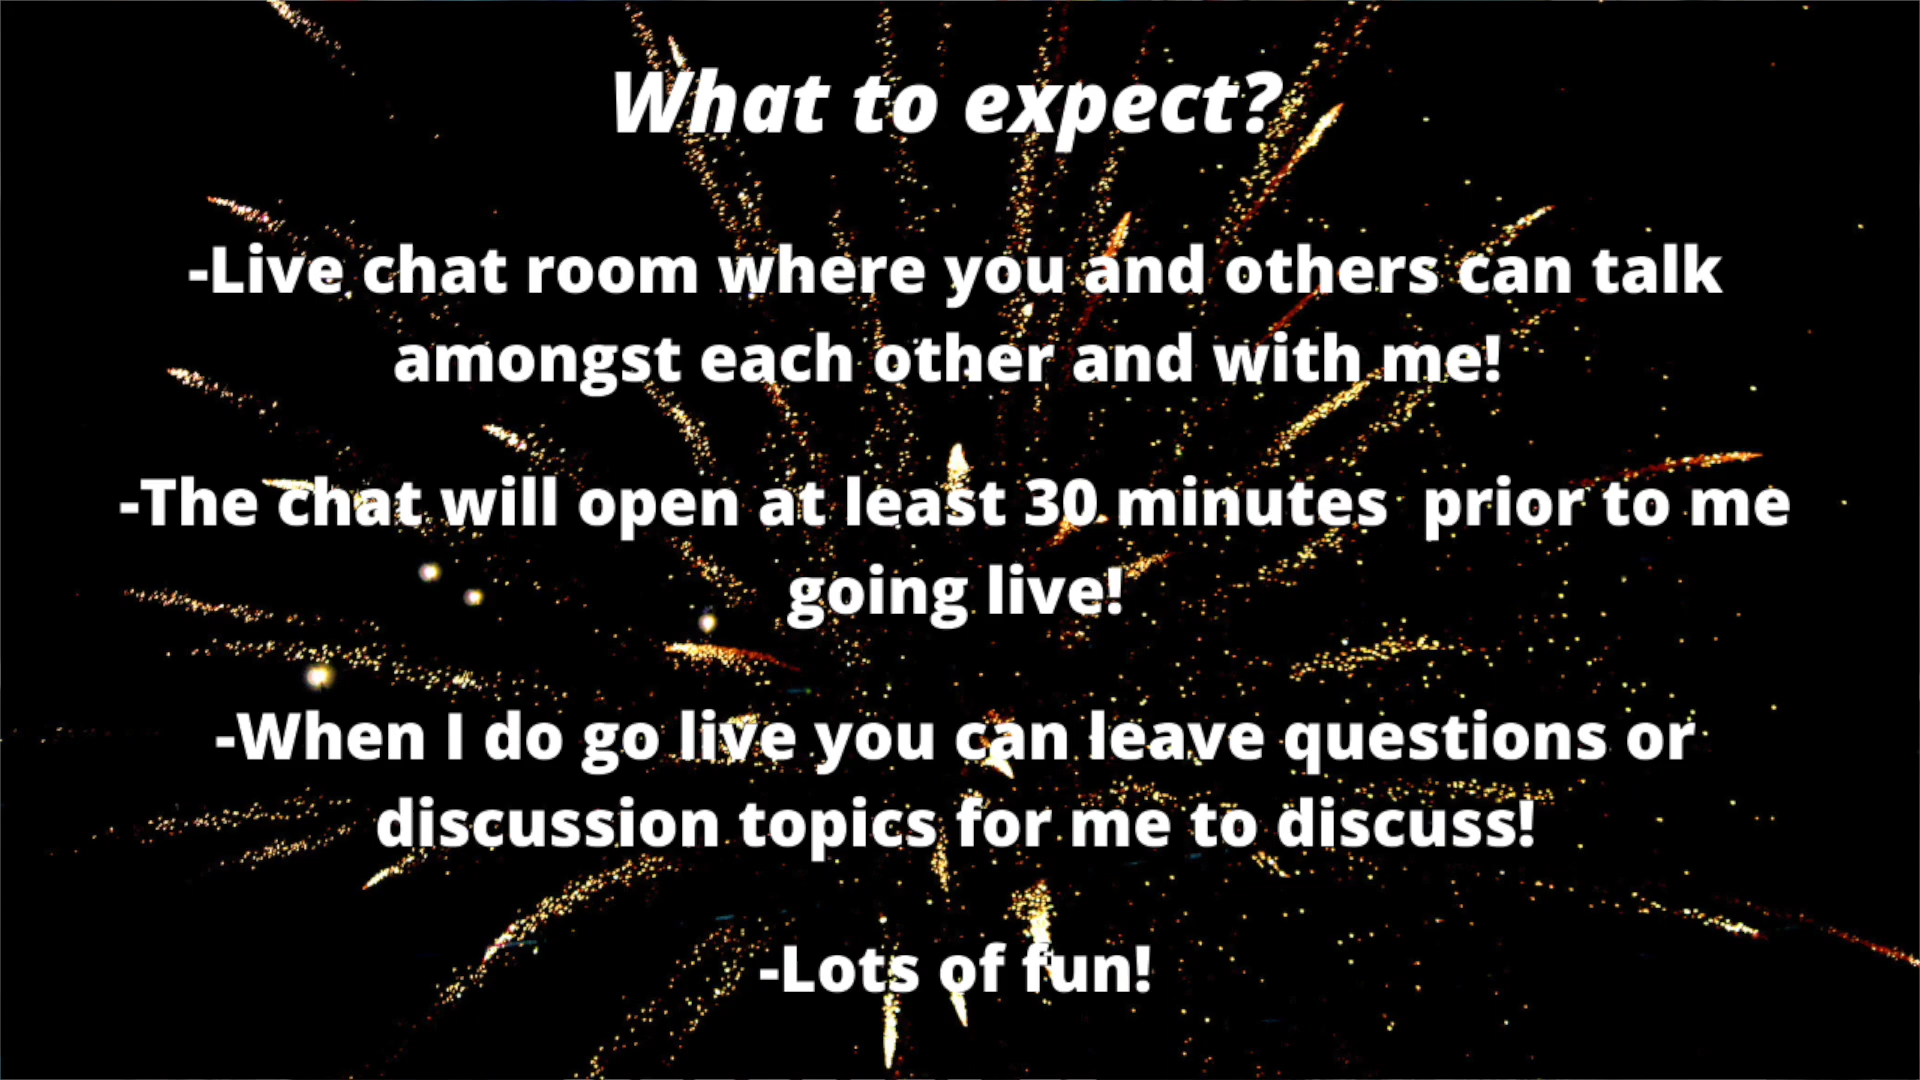 What to expect?
-Live chat room where you and others can talk
amongst each other and with me!
-The chat will open at least 30 minutes  prior to me
going live!
-When I do go live you can leave questions or
discussion topics for me to discuss!
-Lots of fun!